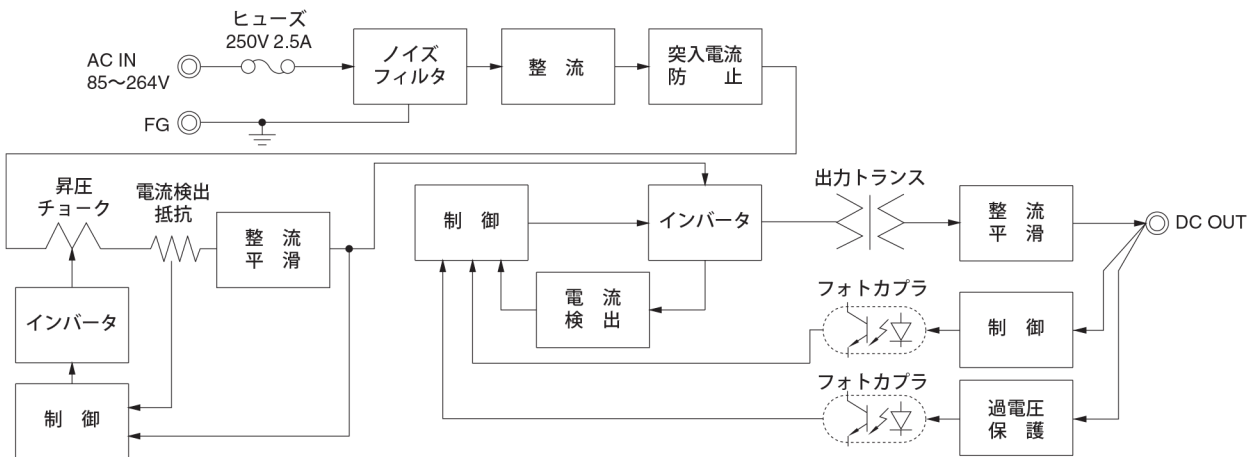 ヒューズ
250V 2.5A
AC IN
85〜264V
ノイズ
フィルタ
整 流
突入電流
防 止
FG
昇圧
チョーク
電流検出
抵抗
整 流
平 滑
インバータ
制 御
制 御
インバータ
電 流
検 出
出力トランス
整 流
平 滑
DC OUT
フォトカプラ
制 御
フォトカプラ
過電圧
保 護